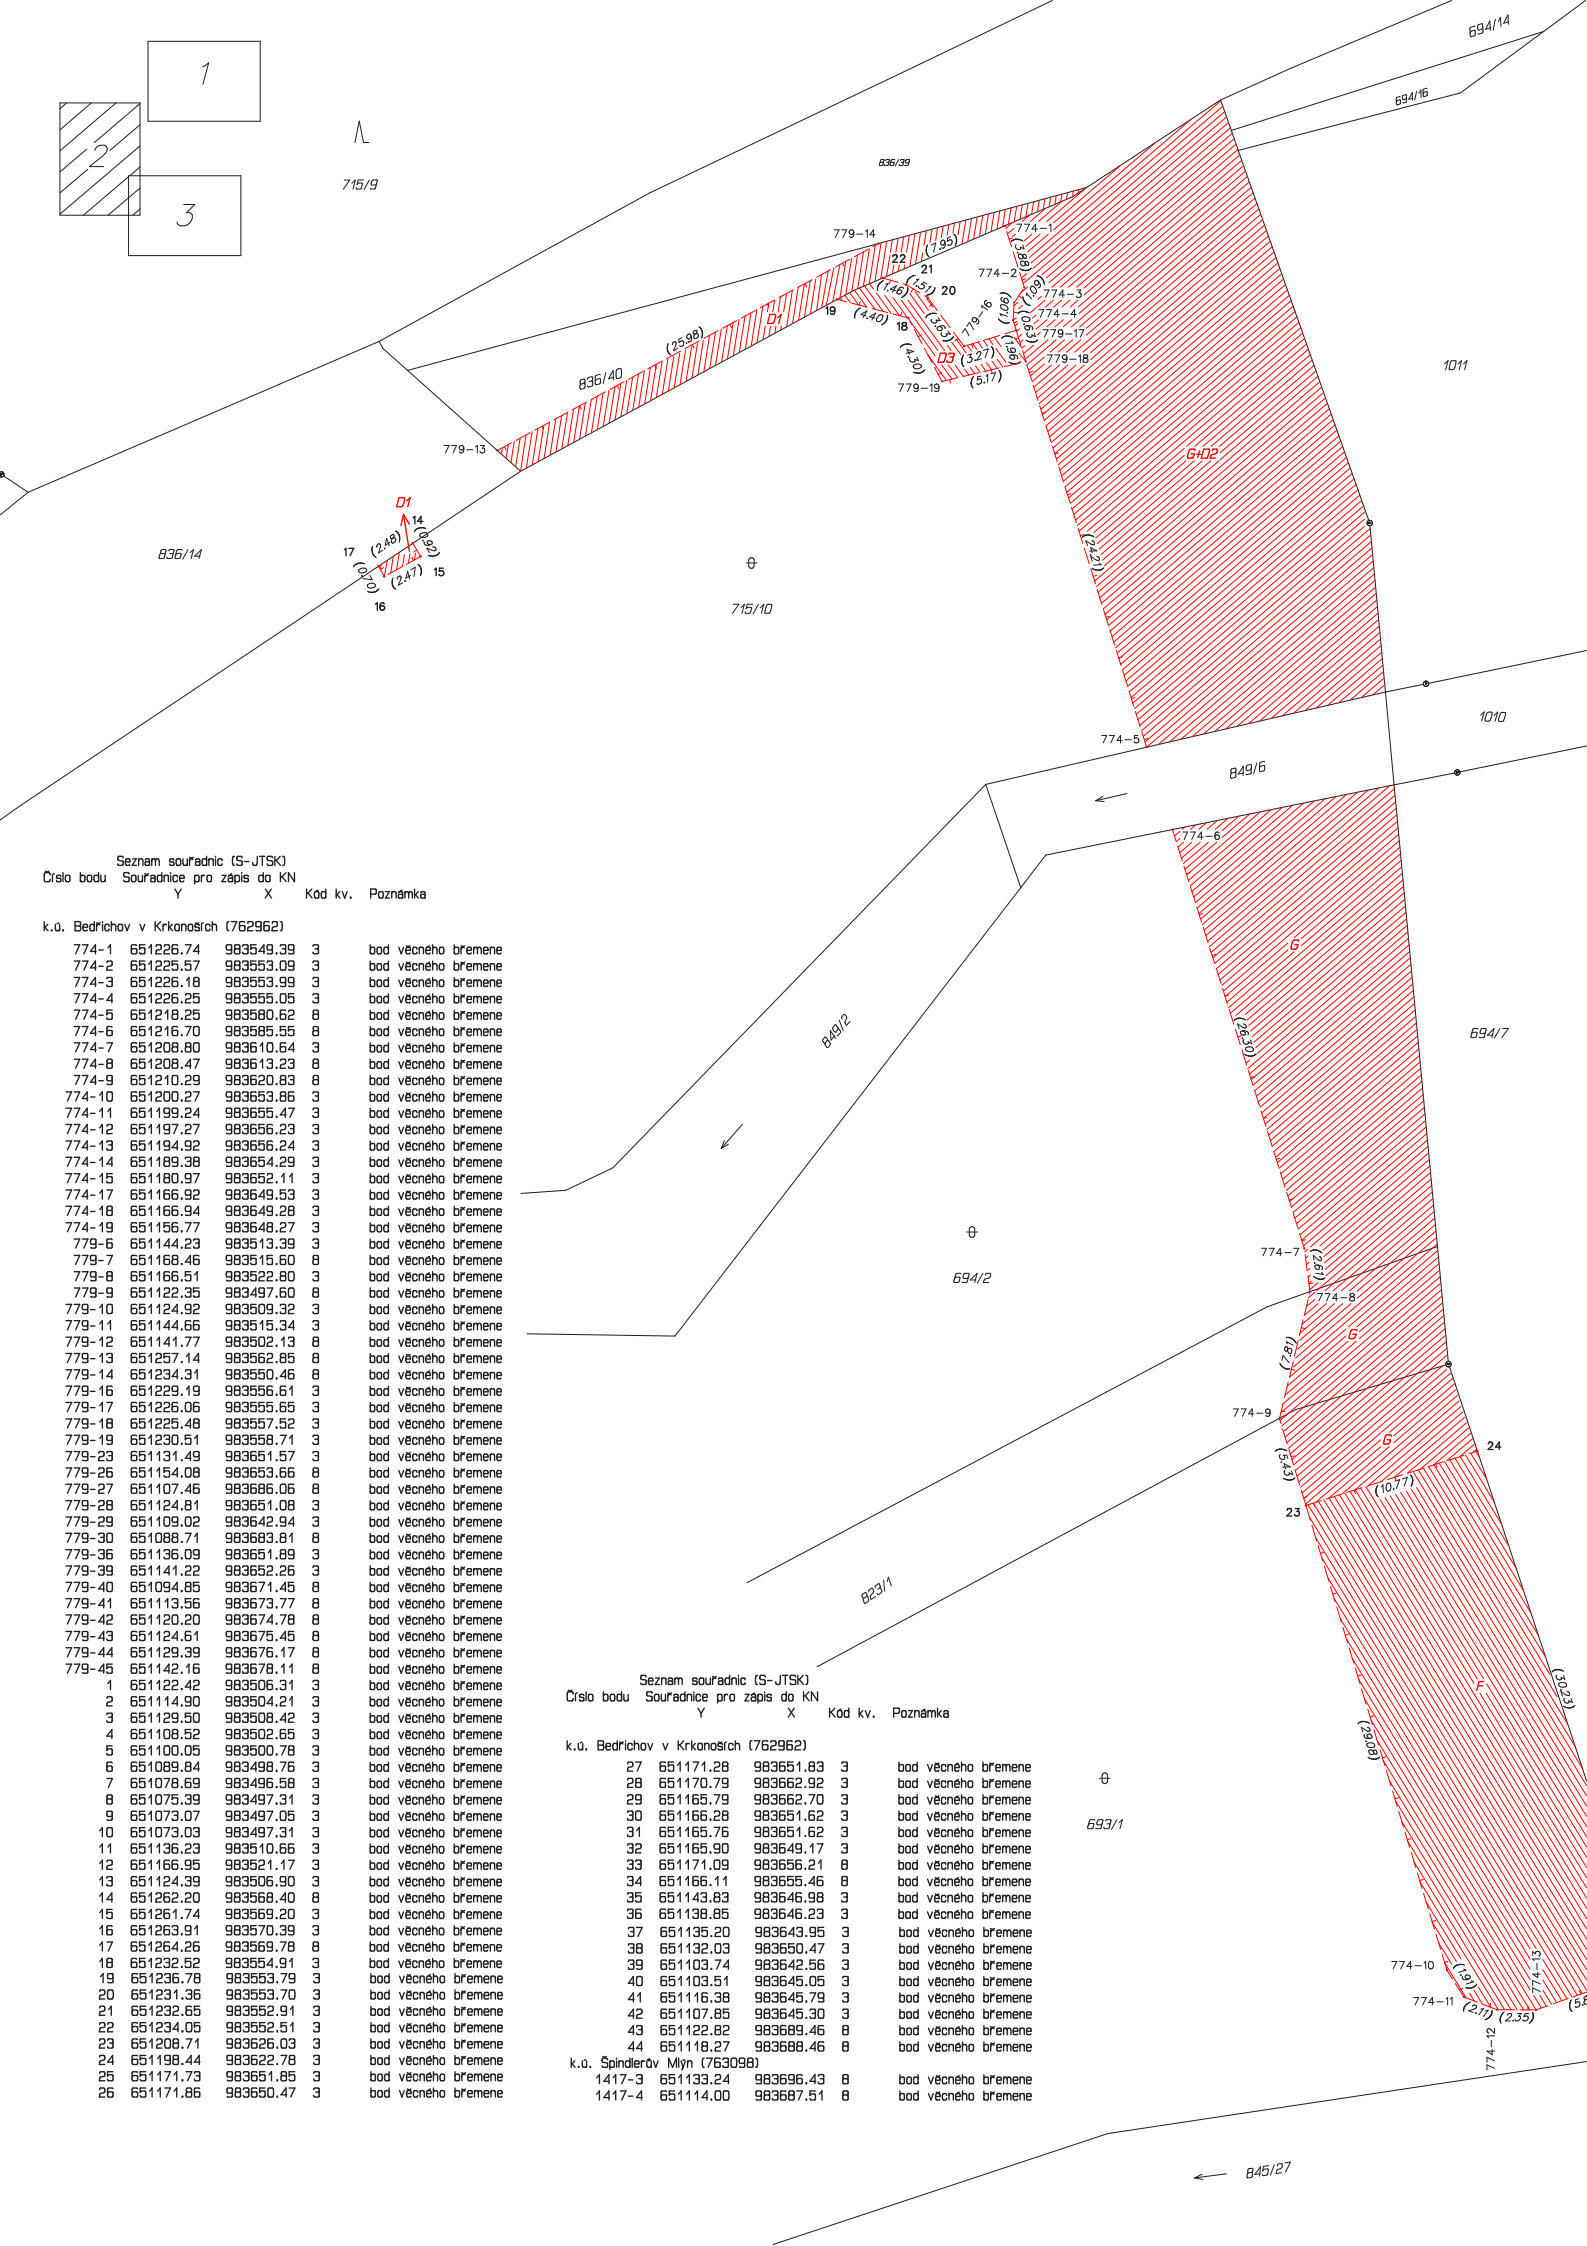 1
2
3
715/9
836/39
694/14
694/16
779-14
774-1
22
21
20
(7.95)
(3.88)
774-2
(1.09)
774-3
(1.46)
(1.51)
(1.06)
774-4
19
(4.40)
18
(3.63)
779-16
(0.63)
779-17
D1
(25.98)
(4.30)
D3
(3.27)
(1.96)
779-18
836/40
779-19
(5.17)
1011
779-13
G+D2
D1
14
(0.92)
17
(2.48)
836/14
(0.70)
(2.47)
15
16
(24.21)
715/10
774-5
1010
849/6
774-6
G
849/2
(26.30)
694/7
694/2
774-7
(2.61)
774-8
G
(7.81)
774-9
G
24
(5.43)
(10.77)
23
823/1
F
(30.23)
(29.08)
693/1
774-10
(1.91)
774-11
(2.11)
(2.35)
774-13
774-12
(5.8
845/27
Seznam souřadnic (S-JTSK)
Číslo bodu Souřadnice pro zápis do KN
Y X Kód kv. Poznámka
k.ú. Bedřichov v Krkonoších (762962)
774-1 651226.74 983549.39 3 bod věcného břemene
774-2 651225.57 983553.09 3 bod věcného břemene
774-3 651226.18 983553.99 3 bod věcného břemene
774-4 651226.25 983555.05 3 bod věcného břemene
774-5 651218.25 983580.62 8 bod věcného břemene
774-6 651216.70 983585.55 8 bod věcného břemene
774-7 651208.80 983610.64 3 bod věcného břemene
774-8 651208.47 983613.23 8 bod věcného břemene
774-9 651210.29 983620.83 8 bod věcného břemene
774-10 651200.27 983653.86 3 bod věcného břemene
774-11 651199.24 983655.47 3 bod věcného břemene
774-12 651197.27 983656.23 3 bod věcného břemene
774-13 651194.92 983656.24 3 bod věcného břemene
774-14 651189.38 983654.29 3 bod věcného břemene
774-15 651180.97 983652.11 3 bod věcného břemene
774-17 651166.92 983649.53 3 bod věcného břemene
774-18 651166.94 983649.28 3 bod věcného břemene
774-19 651156.77 983648.27 3 bod věcného břemene
779-6 651144.23 983513.39 3 bod věcného břemene
779-7 651168.46 983515.60 8 bod věcného břemene
779-8 651166.51 983522.80 3 bod věcného břemene
779-9 651122.35 983497.60 8 bod věcného břemene
779-10 651124.92 983509.32 3 bod věcného břemene
779-11 651144.66 983515.34 3 bod věcného břemene
779-12 651141.77 983502.13 8 bod věcného břemene
779-13 651257.14 983562.85 8 bod věcného břemene
779-14 651234.31 983550.46 8 bod věcného břemene
779-16 651229.19 983556.61 3 bod věcného břemene
779-17 651226.06 983555.65 3 bod věcného břemene
779-18 651225.48 983557.52 3 bod věcného břemene
779-19 651230.51 983558.71 3 bod věcného břemene
779-23 651131.49 983651.57 3 bod věcného břemene
779-26 651154.08 983653.66 8 bod věcného břemene
779-27 651107.46 983686.06 8 bod věcného břemene
779-28 651124.81 983651.08 3 bod věcného břemene
779-29 651109.02 983642.94 3 bod věcného břemene
779-30 651088.71 983683.81 8 bod věcného břemene
779-36 651136.09 983651.89 3 bod věcného břemene
779-39 651141.22 983652.26 3 bod věcného břemene
779-40 651094.85 983671.45 8 bod věcného břemene
779-41 651113.56 983673.77 8 bod věcného břemene
779-42 651120.20 983674.78 8 bod věcného břemene
779-43 651124.61 983675.45 8 bod věcného břemene
779-44 651129.39 983676.17 8 bod věcného břemene
779-45 651142.16 983678.11 8 bod věcného břemene
1 651122.42 983506.31 3 bod věcného břemene
2 651114.90 983504.21 3 bod věcného břemene
3 651129.50 983508.42 3 bod věcného břemene
4 651108.52 983502.65 3 bod věcného břemene
5 651100.05 983500.78 3 bod věcného břemene
6 651089.84 983498.76 3 bod věcného břemene
7 651078.69 983496.58 3 bod věcného břemene
8 651075.39 983497.31 3 bod věcného břemene
9 651073.07 983497.05 3 bod věcného břemene
10 651073.03 983497.31 3 bod věcného břemene
11 651136.23 983510.66 3 bod věcného břemene
12 651166.95 983521.17 3 bod věcného břemene
13 651124.39 983506.90 3 bod věcného břemene
14 651262.20 983568.40 8 bod věcného břemene
15 651261.74 983569.20 3 bod věcného břemene
16 651263.91 983570.39 3 bod věcného břemene
17 651264.26 983569.78 8 bod věcného břemene
18 651232.52 983554.91 3 bod věcného břemene
19 651236.78 983553.79 3 bod věcného břemene
20 651231.36 983553.70 3 bod věcného břemene
21 651232.65 983552.91 3 bod věcného břemene
22 651234.05 983552.51 3 bod věcného břemene
23 651208.71 983626.03 3 bod věcného břemene
24 651198.44 983622.78 3 bod věcného břemene
25 651171.73 983651.85 3 bod věcného břemene
26 651171.86 983650.47 3 bod věcného břemene
Seznam souřadnic (S-JTSK)
Číslo bodu Souřadnice pro zápis do KN
Y X Kód kv. Poznámka
k.ú. Bedřichov v Krkonoších (762962)
27 651171.28 983651.83 3 bod věcného břemene
28 651170.79 983662.92 3 bod věcného břemene
29 651165.79 983662.70 3 bod věcného břemene
30 651166.28 983651.62 3 bod věcného břemene
31 651165.76 983651.62 3 bod věcného břemene
32 651165.90 983649.17 3 bod věcného břemene
33 651171.09 983656.21 8 bod věcného břemene
34 651166.11 983655.46 8 bod věcného břemene
35 651143.83 983646.98 3 bod věcného břemene
36 651138.85 983646.23 3 bod věcného břemene
37 651135.20 983643.95 3 bod věcného břemene
38 651132.03 983650.47 3 bod věcného břemene
39 651103.74 983642.56 3 bod věcného břemene
40 651103.51 983645.05 3 bod věcného břemene
41 651116.38 983645.79 3 bod věcného břemene
42 651107.85 983645.30 3 bod věcného břemene
43 651122.82 983689.46 8 bod věcného břemene
44 651118.27 983688.46 8 bod věcného břemene
k.ú. Špindlerův Mlýn (763098)
1417-3 651133.24 983696.43 8 bod věcného břemene
1417-4 651114.00 983687.51 8 bod věcného břemene